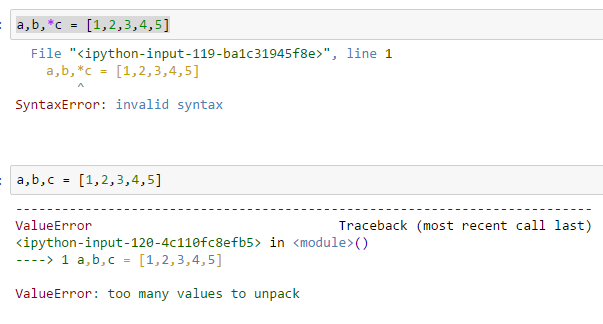 a,b,*c = [1,2,3,4,5]
File "<ipython-input-119-ba1c31945f8e>", line 1
a,b,*c = [1,2,3,4,5]
^
SyntaxError: invalid syntax
a,b,c = [1,2,3,4,5]
---------------------------------------------------------------------------
ValueError                                Traceback (most recent call last)
<ipython-input-120-4c110fc8efb5> in <module>()
----> 1 a,b,c = [1,2,3,4,5]
ValueError: too many values to unpack